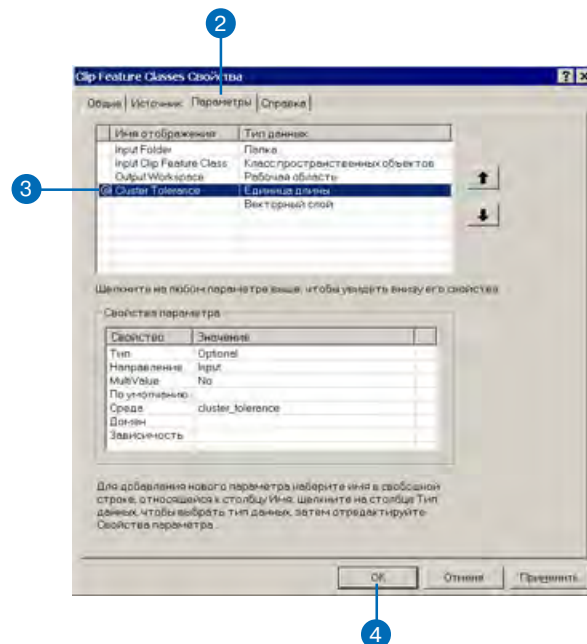 2
Clip Feature Classes Свойства
Общие Источник Параметры Справка
Имя отображения Тип данных
Input Folder Папка
Input Clip Feature Class Класс пространственных объектов
Output Workspace Рабочая область
3
Cluster Tolerance Единица длины
Векторный слой
Щелкните на любом параметре выше, чтобы увидеть внизу его свойства
Свойства параметра
Свойство Значение
Тип Optional
Направление Input
MultiValue No
По умолчанию
Среда cluster_tolerance
Домен
Зависимость
Для добавления нового параметра наберите имя в свободной
строке, относящейся к столбцу Имя, щелкните на столбце Тип
данных, чтобы выбрать тип данных, затем отредактируйте
Свойства параметра.
OK Отмена Применить
4